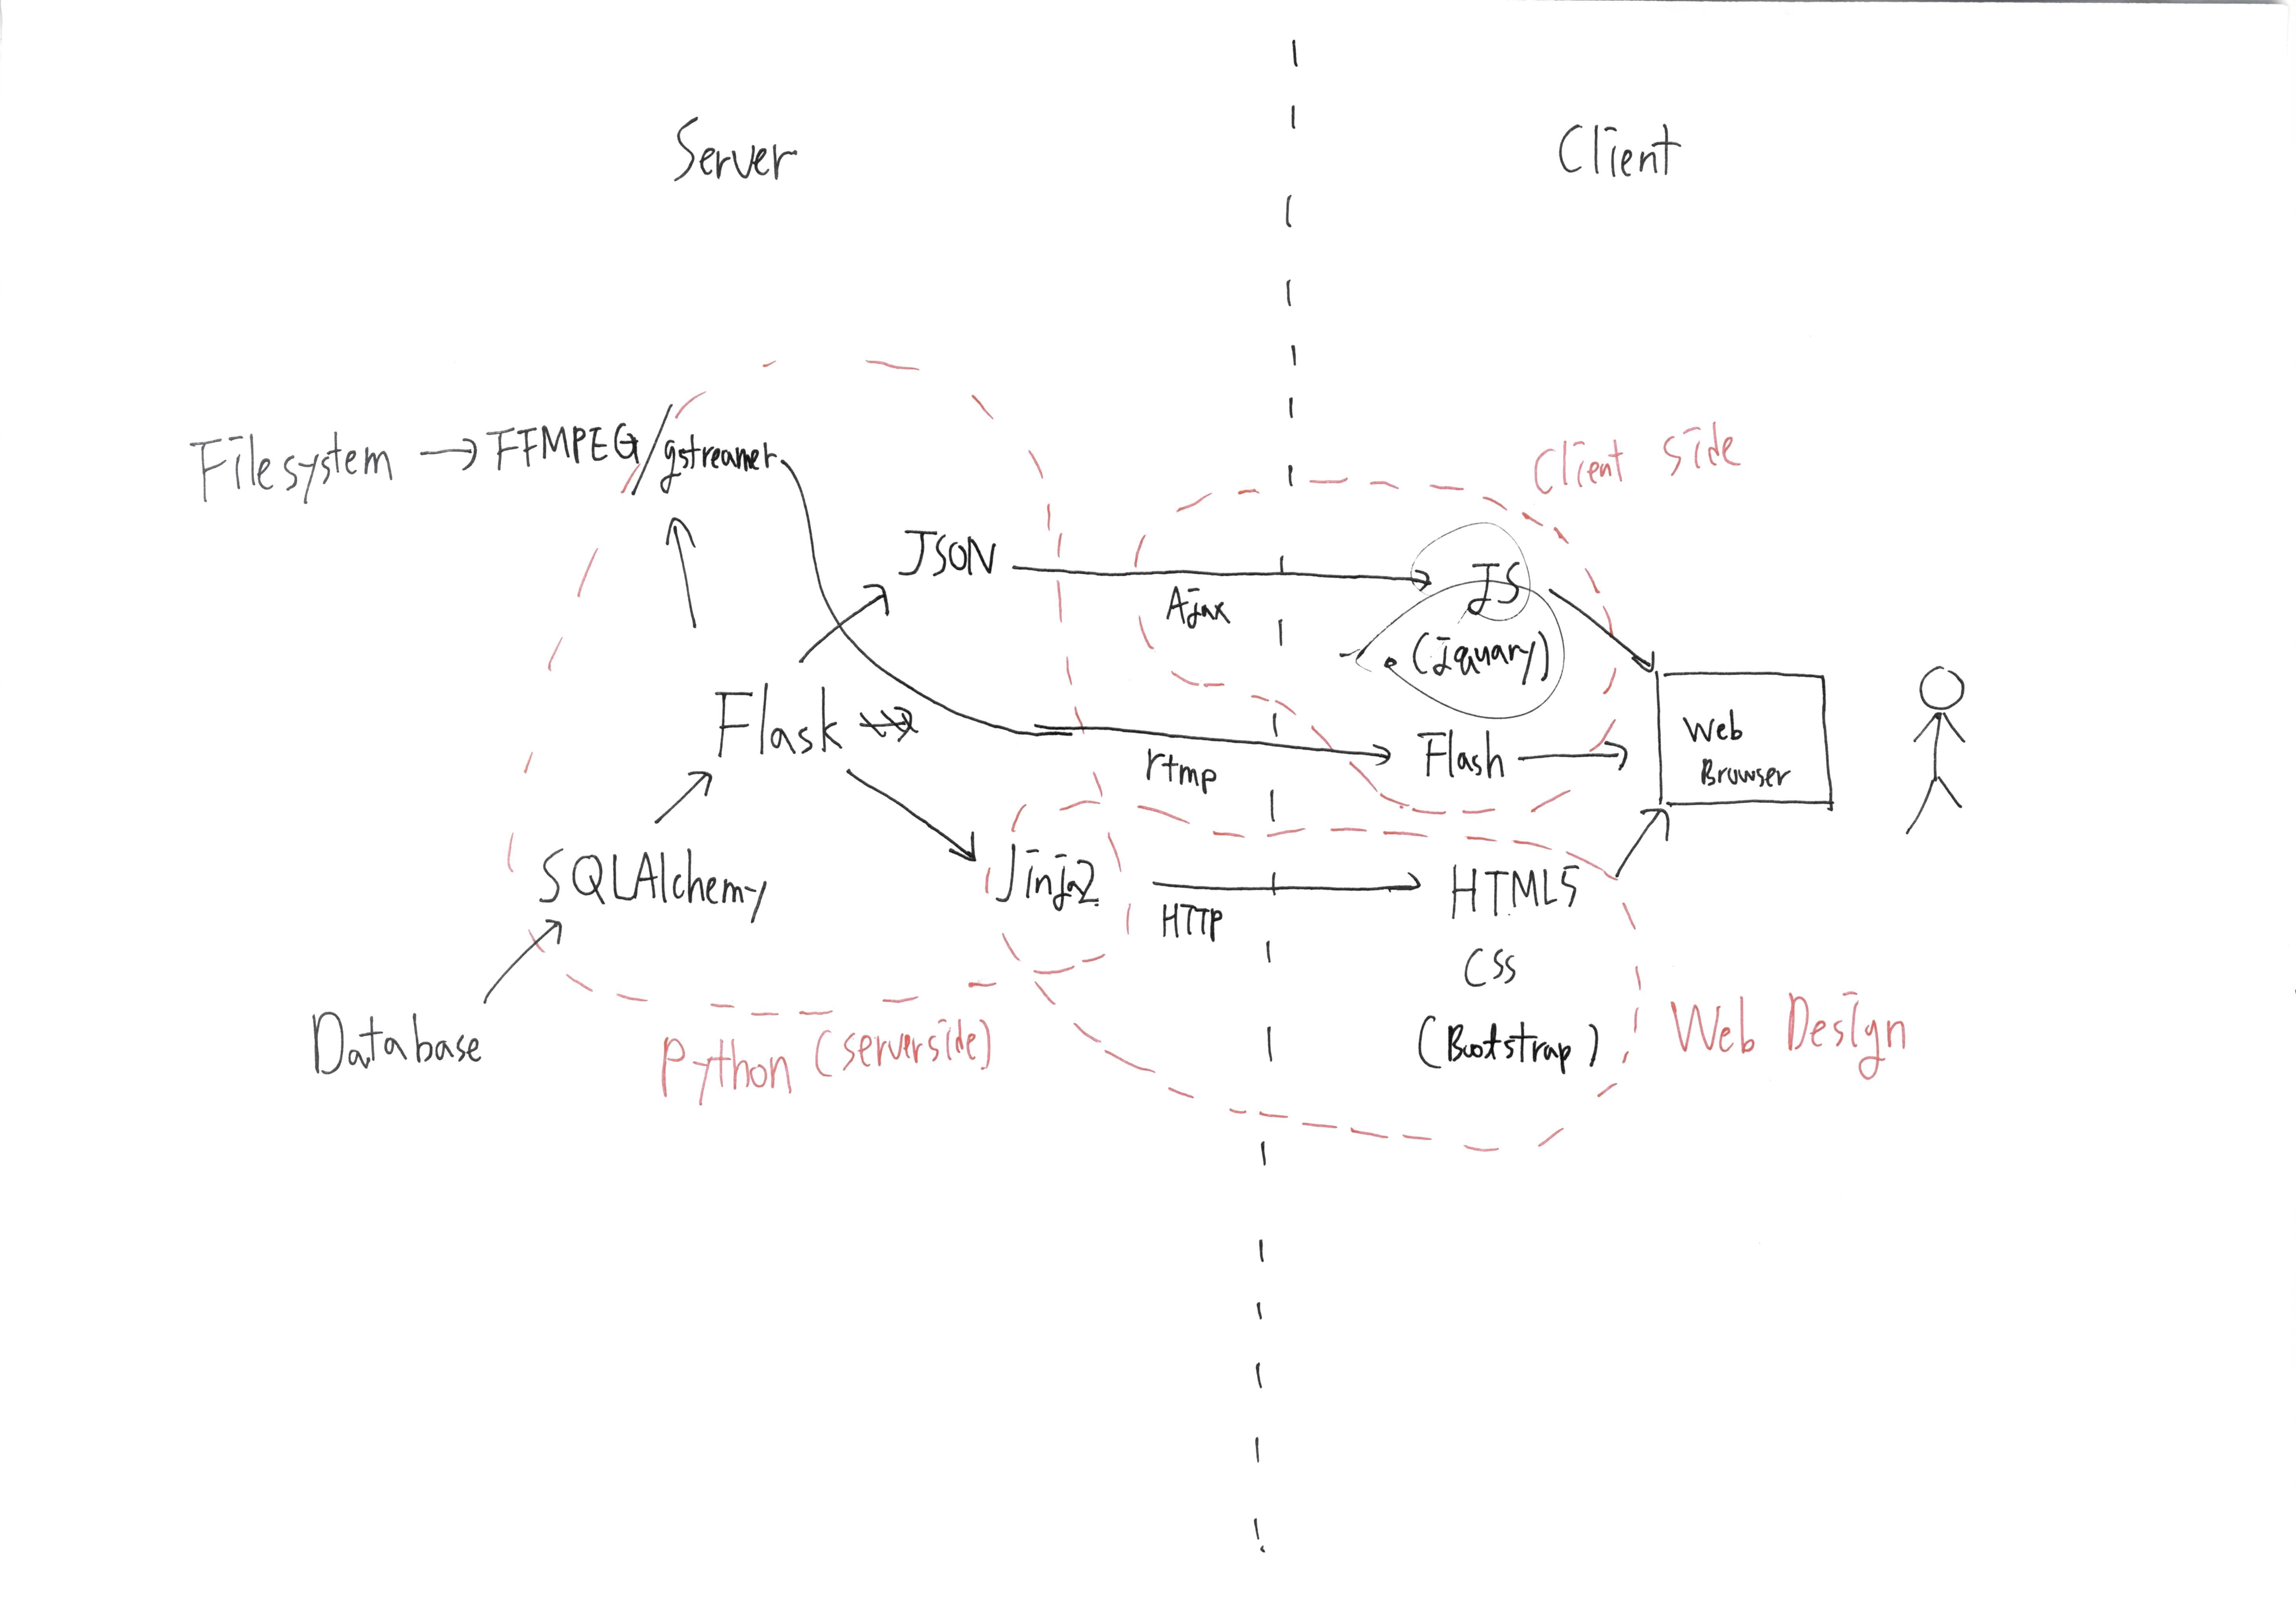 Server
Client
Filesystem → FFMPEG/gstreamer
Client side
JSON
Ajax
JS
(jquary)
Flask
rtmp
Flash
Web
Browser
SQLAlchemy
Jinja2
HTTP
HTML5
CSS
(Bootstrap)
Database
Python (serverside)
Web Design